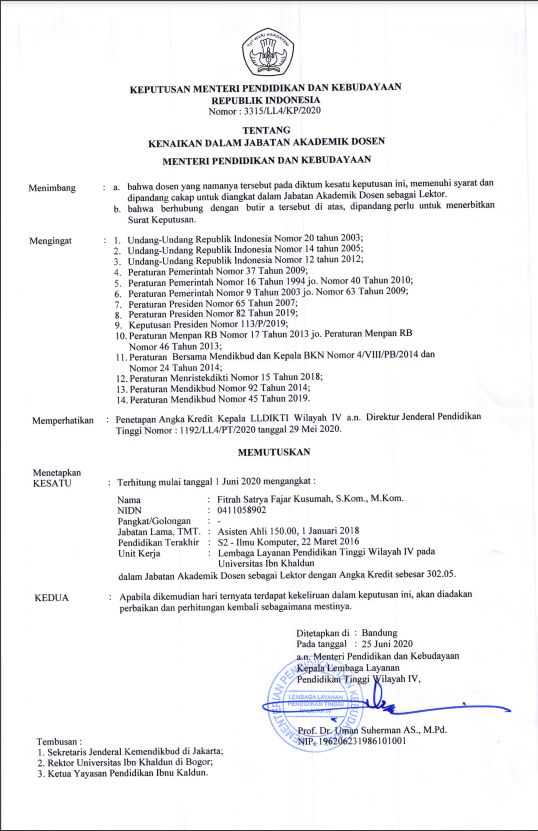 TUT WURI HANDAYANI
KEPUTUSAN MENTERI PENDIDIKAN DAN KEBUDAYAAN
REPUBLIK INDONESIA
Nomor : 3315/LL4/KP/2020
TENTANG
KENAIKAN DALAM JABATAN AKADEMIK DOSEN
MENTERI PENDIDIKAN DAN KEBUDAYAAN
Menimbang : a. bahwa dosen yang namanya tersebut pada diktum kesatu keputusan ini, memenuhi syarat dan
dipandang cakap untuk diangkat dalam Jabatan Akademik Dosen sebagai Lektor.
b. bahwa berhubung dengan butir a tersebut di atas, dipandang perlu untuk menerbitkan
Surat Keputusan.
Mengingat : 1. Undang-Undang Republik Indonesia Nomor 20 tahun 2003;
2. Undang-Undang Republik Indonesia Nomor 14 tahun 2005;
3. Undang-Undang Republik Indonesia Nomor 12 tahun 2012;
4. Peraturan Pemerintah Nomor 37 Tahun 2009;
5. Peraturan Pemerintah Nomor 16 Tahun 1994 jo. Nomor 40 Tahun 2010;
6. Peraturan Pemerintah Nomor 9 Tahun 2003 jo. Nomor 63 Tahun 2009;
7. Peraturan Presiden Nomor 65 Tahun 2007;
8. Peraturan Presiden Nomor 82 Tahun 2019;
9. Keputusan Presiden Nomor 113/P/2019;
10. Peraturan Menpan RB Nomor 17 Tahun 2013 jo. Peraturan Menpan RB
Nomor 46 Tahun 2013;
11. Peraturan Bersama Mendikbud dan Kepala BKN Nomor 4/VIII/PB/2014 dan
Nomor 24 Tahun 2014;
12. Peraturan Menristekdikti Nomor 15 Tahun 2018;
13. Peraturan Mendikbud Nomor 92 Tahun 2014;
14. Peraturan Mendikbud Nomor 45 Tahun 2019.
Memperhatikan : Penetapan Angka Kredit Kepala LLDIKTI Wilayah IV a.n. Direktur Jenderal Pendidikan
Tinggi Nomor : 1192/LL4/PT/2020 tanggal 29 Mei 2020.
MEMUTUSKAN
Menetapkan
KESATU : Terhitung mulai tanggal 1 Juni 2020 mengangkat :
Nama : Fitrah Satrya Fajar Kusumah, S.Kom., M.Kom.
NIDN : 0411058902
Pangkat/Golongan : -
Jabatan Lama, TMT. : Asisten Ahli 150.00, 1 Januari 2018
Pendidikan Terakhir : S2 - Ilmu Komputer, 22 Maret 2016
Unit Kerja : Lembaga Layanan Pendidikan Tinggi Wilayah IV pada
Universitas Ibn Khaldun
dalam Jabatan Akademik Dosen sebagai Lektor dengan Angka Kredit sebesar 302.05.
KEDUA : Apabila dikemudian hari ternyata terdapat kekeliruan dalam keputusan ini, akan diadakan
perbaikan dan perhitungan kembali sebagaimana mestinya.
Ditetapkan di : Bandung
Pada tanggal : 25 Juni 2020
a.n. Menteri Pendidikan dan Kebudayaan
Kepala Lembaga Layanan
Pendidikan Tinggi Wilayah IV,
KEMENTERIAN PENDIDIKAN DAN KEBUDAYAAN
LEMBAGA LAYANAN
PENDIDIKAN TINGGI
WILAYAH IV
Prof. Dr. Uman Suherman AS., M.Pd.
NIP. 196206231986101001
Tembusan :
1. Sekretaris Jenderal Kemendikbud di Jakarta;
2. Rektor Universitas Ibn Khaldun di Bogor;
3. Ketua Yayasan Pendidikan Ibnu Kaldun.